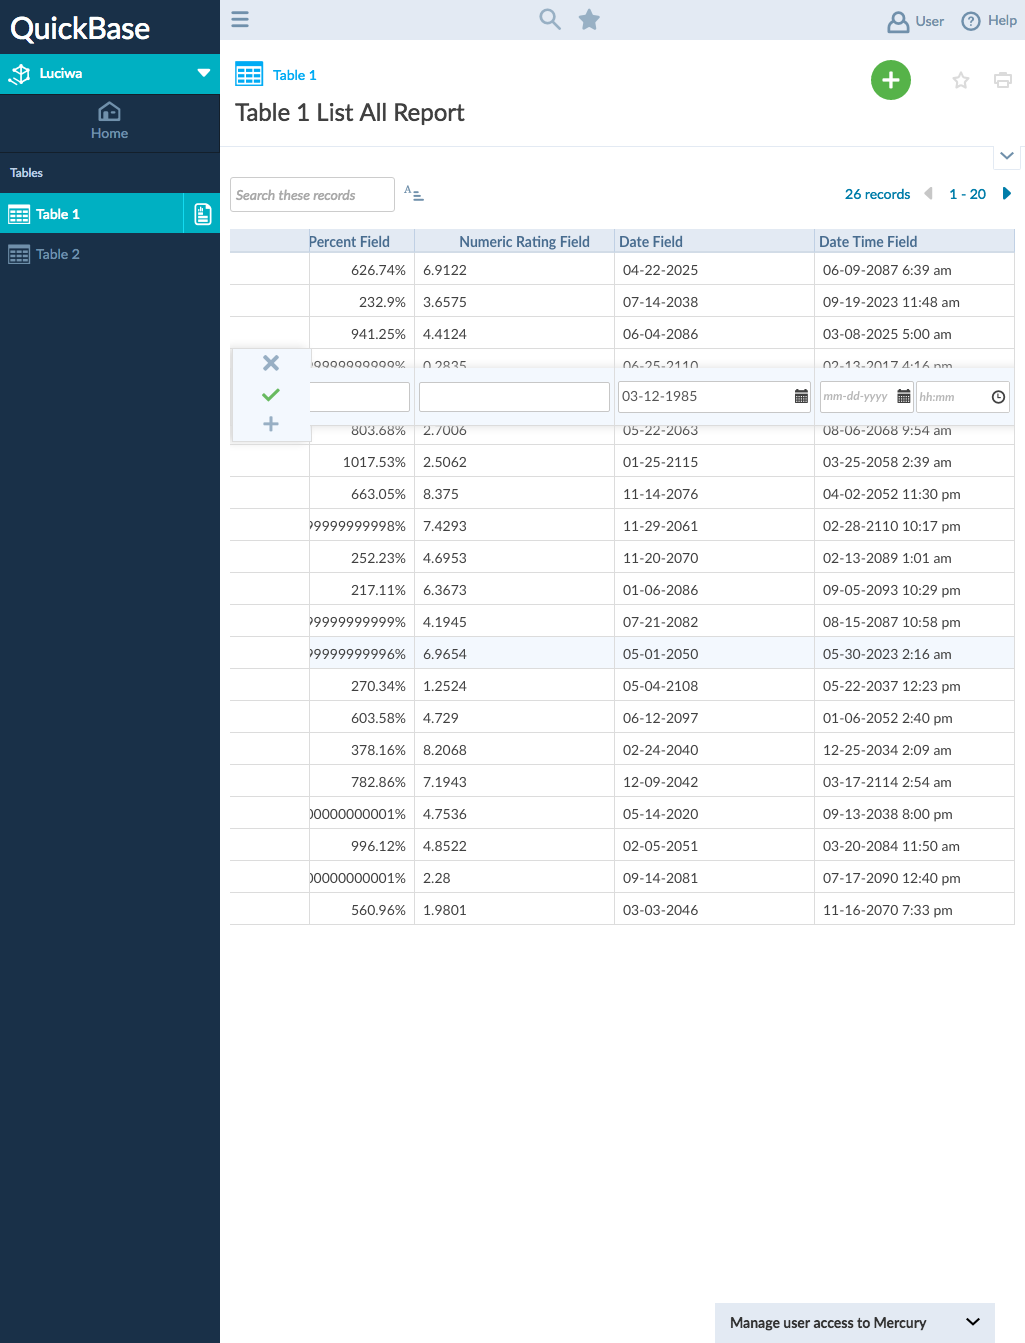 QuickBase
User
Help
Luciwa
Home
Tables
Table 1
Table 2
Table 1
Table 1 List All Report
Search these records
26 records
1 - 20
Percent Field Numeric Rating Field Date Field Date Time Field
626.74% 6.9122 04-22-2025 06-09-2087 6:39 am
232.9% 3.6575 07-14-2038 09-19-2023 11:48 am
941.25% 4.4124 06-04-2086 03-08-2025 5:00 am
99999999999% 0.2835 06-25-2110 02-13-2017 4:16 pm
03-12-1985 mm-dd-yyyy hh:mm
803.68% 2.7006 05-22-2063 08-06-2068 9:54 am
1017.53% 2.5062 01-25-2115 03-25-2058 2:39 am
663.05% 8.375 11-14-2076 04-02-2052 11:30 pm
99999999998% 7.4293 11-29-2061 02-28-2110 10:17 pm
252.23% 4.6953 11-20-2070 02-13-2089 1:01 am
217.11% 6.3673 01-06-2086 09-05-2093 10:29 pm
99999999999% 4.1945 07-21-2082 08-15-2087 10:58 pm
99999999996% 6.9654 05-01-2050 05-30-2023 2:16 am
270.34% 1.2524 05-04-2108 05-22-2037 12:23 pm
603.58% 4.729 06-12-2097 01-06-2052 2:40 pm
378.16% 8.2068 02-24-2040 12-25-2034 2:09 am
782.86% 7.1943 12-09-2042 03-17-2114 2:54 am
00000000001% 4.7536 05-14-2020 09-13-2038 8:00 pm
996.12% 4.8522 02-05-2051 03-20-2084 11:50 am
00000000001% 2.28 09-14-2081 07-17-2090 12:40 pm
560.96% 1.9801 03-03-2046 11-16-2070 7:33 pm
Manage user access to Mercury